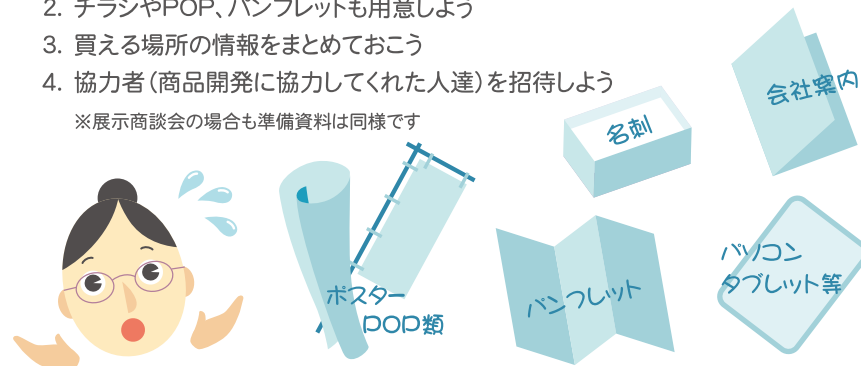 2. チラシやPOP、パンフレットも用意しよう
3. 買える場所の情報をまとめておこう
4. 協力者（商品開発に協力してくれた人達）を招待しよう
※展示商談会の場合も準備資料は同様です
会社案内
名刺
ポスター
POP類
パンフレット
パソコン
タブレット等